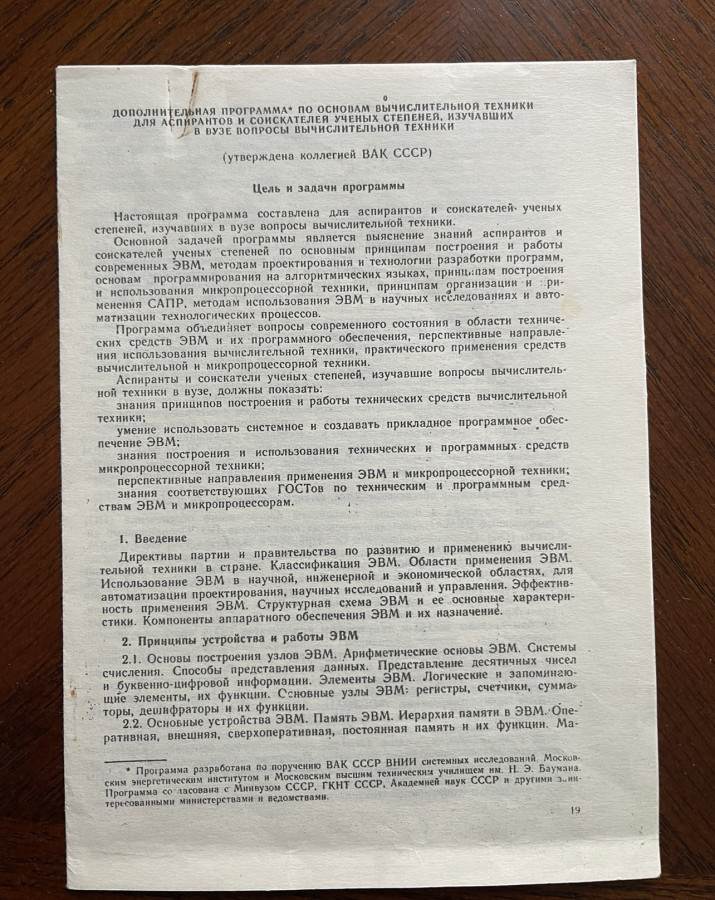 ДОПОЛНИТЕЛЬНАЯ ПРОГРАММА* ПО ОСНОВАМ ВЫЧИСЛИТЕЛЬНОЙ ТЕХНИКИ
ДЛЯ АСПИРАНТОВ И СОИСКАТЕЛЕЙ УЧЕНЫХ СТЕПЕНЕЙ, ИЗУЧАВШИХ
В ВУЗЕ ВОПРОСЫ ВЫЧИСЛИТЕЛЬНОЙ ТЕХНИКИ
(утверждена коллегией ВАК СССР)
Цель и задачи программы
Настоящая программа составлена для аспирантов и соискателей ученых
степеней, изучавших в вузе вопросы вычислительной техники.
Основной задачей программы является выяснение знаний аспирантов и
соискателей ученых степеней по основным принципам построения и работы
современных ЭВМ, методам проектирования и технологии разработки программ,
основам программирования на алгоритмических языках, принципам построения
и использования микропроцессорной техники, принципам организации и при-
менения САПР, методам использования ЭВМ в научных исследованиях и авто-
матизации технологических процессов.
Программа объединяет вопросы современного состояния в области техниче-
ских средств ЭВМ и их программного обеспечения, перспективные направле-
ния использования вычислительной техники, практического применения средств
вычислительной и микропроцессорной техники.
Аспиранты и соискатели ученых степеней, изучавшие вопросы вычислитель-
ной техники в вузе, должны показать:
знания принципов построения и работы технических средств вычислительной
техники;
умение использовать системное и создавать прикладное программное обес-
печение ЭВМ;
знания построения и использования технических и программных средств
микропроцессорной техники;
перспективные направления применения ЭВМ и микропроцессорной техники;
знания соответствующих ГОСТов по техническим и программным сред-
ствам ЭВМ и микропроцессорам.
1. Введение
Директивы партии и правительства по развитию и применению вычисли-
тельной техники в стране. Классификация ЭВМ. Области применения ЭВМ.
Использование ЭВМ в научной, инженерной и экономической областях, для
автоматизации проектирования, научных исследований и управления. Эффектив-
ность применения ЭВМ. Структурная схема ЭВМ и ее основные характери-
стики. Компоненты аппаратного обеспечения ЭВМ и их назначение.
2. Принципы устройства и работы ЭВМ
2.1. Основы построения узлов ЭВМ. Арифметические основы ЭВМ. Системы
счисления. Способы представления данных. Представление десятичных чисел
и буквенно-цифровой информации. Элементы ЭВМ. Логические и запоминаю-
щие элементы, их функции. Основные узлы ЭВМ: регистры, счетчики, сумма-
торы, дешифраторы и их функции.
2.2. Основные устройства ЭВМ. Память ЭВМ. Иерархия памяти в ЭВМ. Опе-
ративная, внешняя, сверхоперативная, постоянная память и их функции. Ма-
* Программа разработана по поручению ВАК СССР ВНИИ системных исследований. Москов-
ским энергетическим институтом и Московским высшим техническим училищем им. Н. Э. Баумана.
Программа согласована с Минвузом СССР, ГКНТ СССР, Академией наук СССР и другими заин-
тересованными министерствами и ведомствами.
19